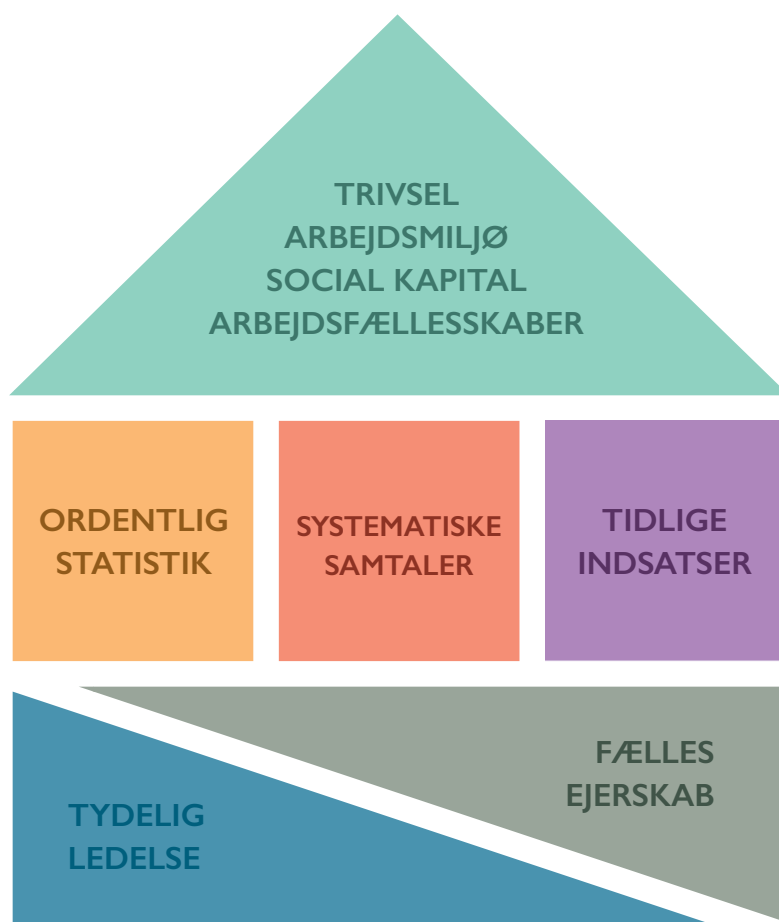 TRIVSEL
ARBEJDSMILJØ
SOCIAL KAPITAL
ARBEJDSFÆLLESSKABER
ORDENTLIG
STATISTIK
SYSTEMATISKE
SAMTALER
TIDLIGE
INDSATSER
FÆLLES
EJERSKAB
TYDELIG
LEDELSE